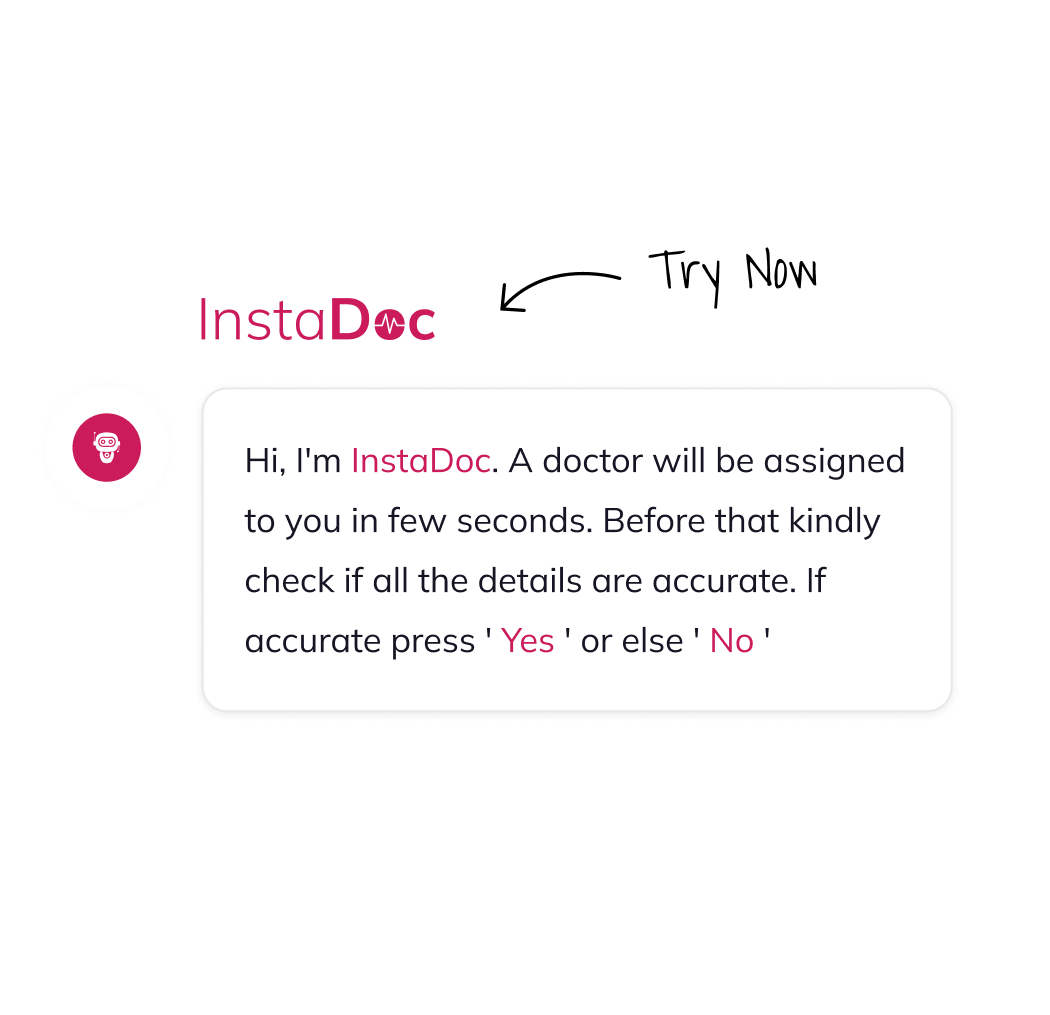 Try Now
InstaDoc
Hi, I'm InstaDoc. A doctor will be assigned
to you in few seconds. Before that kindly
check if all the details are accurate. If
accurate press ' Yes ' or else ' No '